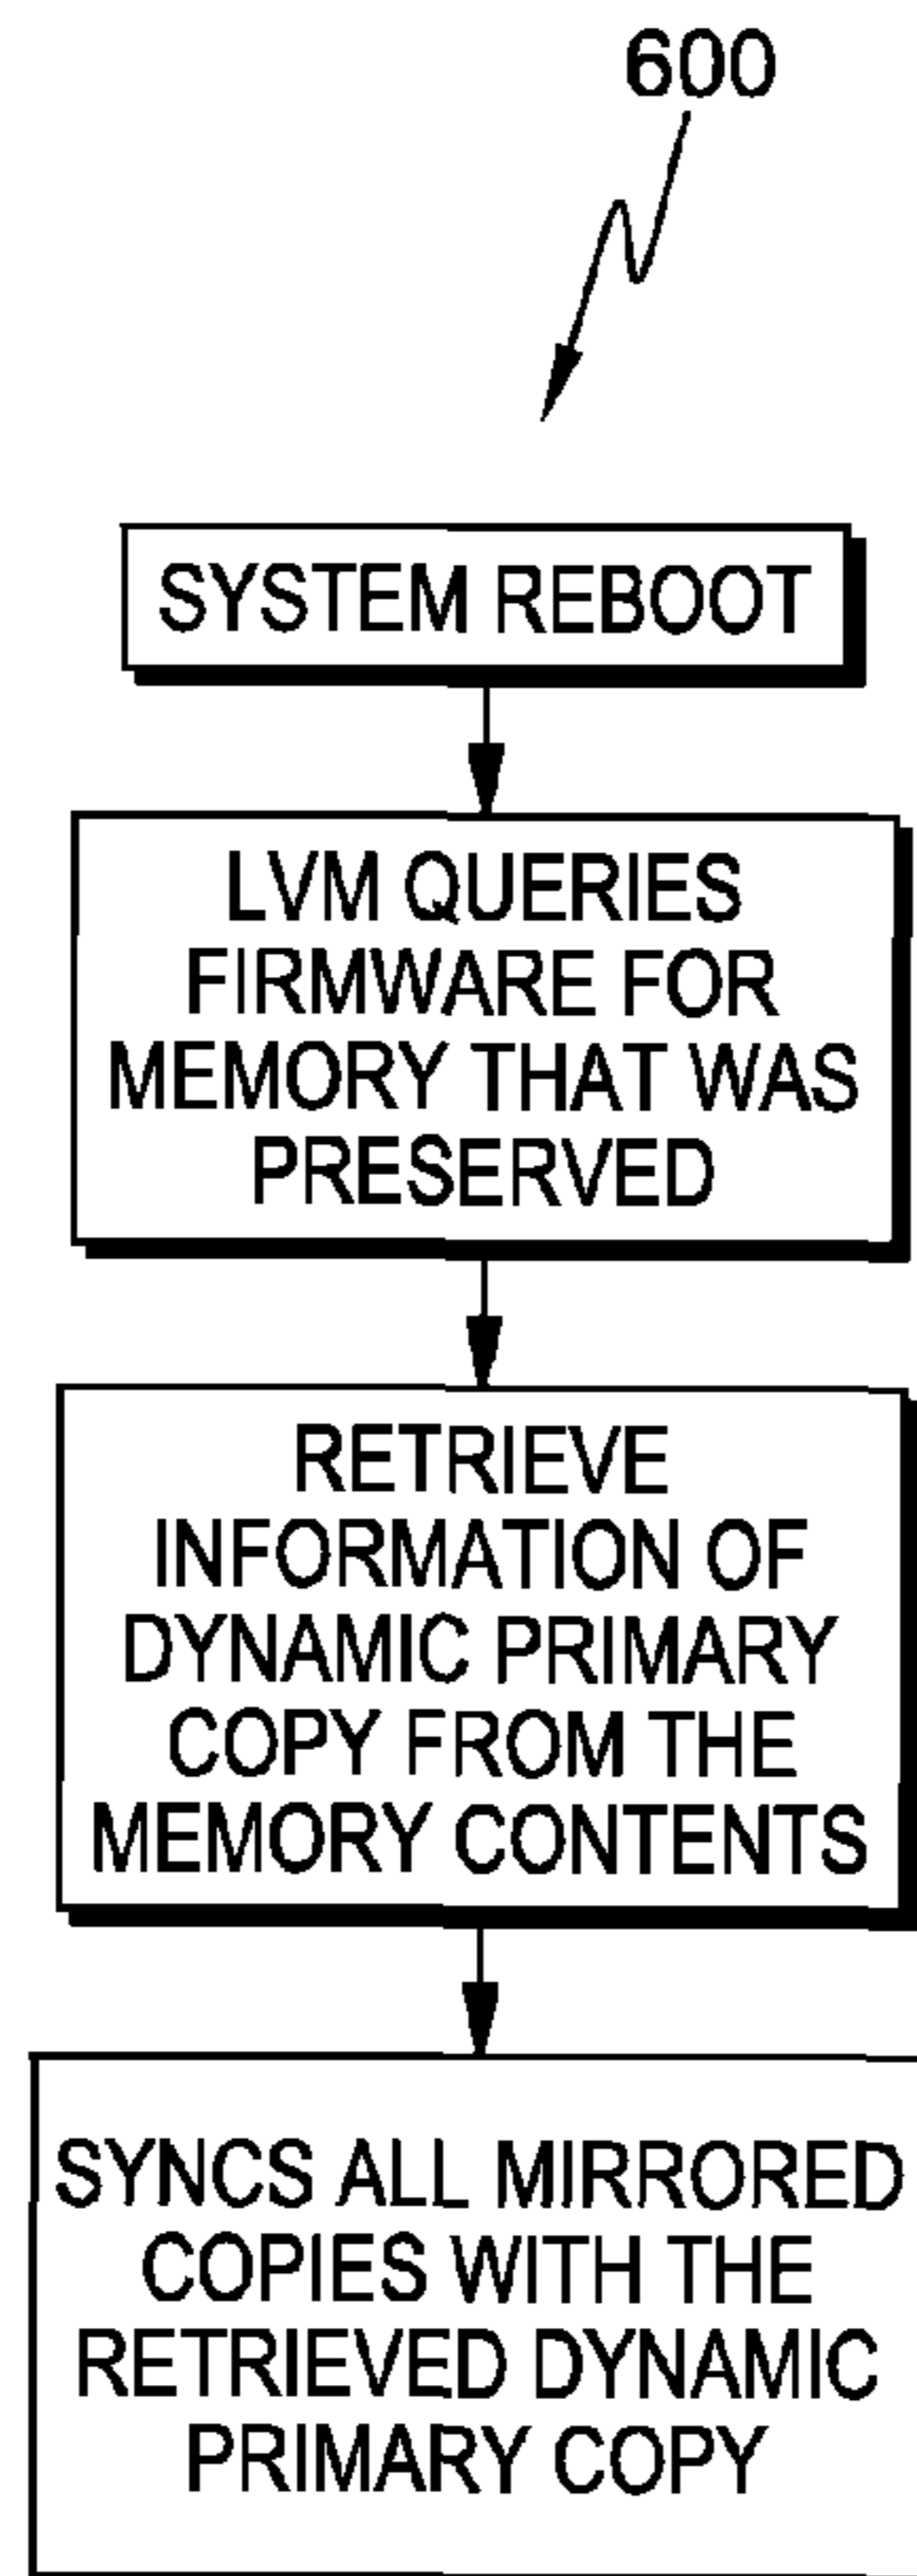 600
SYSTEM REBOOT
LVM QUERIES
FIRMWARE FOR
MEMORY THAT WAS
PRESERVED
RETRIEVE
INFORMATION OF
DYNAMIC PRIMARY
COPY FROM THE
MEMORY CONTENTS
SYNCS ALL MIRRORED
COPIES WITH THE
RETRIEVED DYNAMIC
PRIMARY COPY